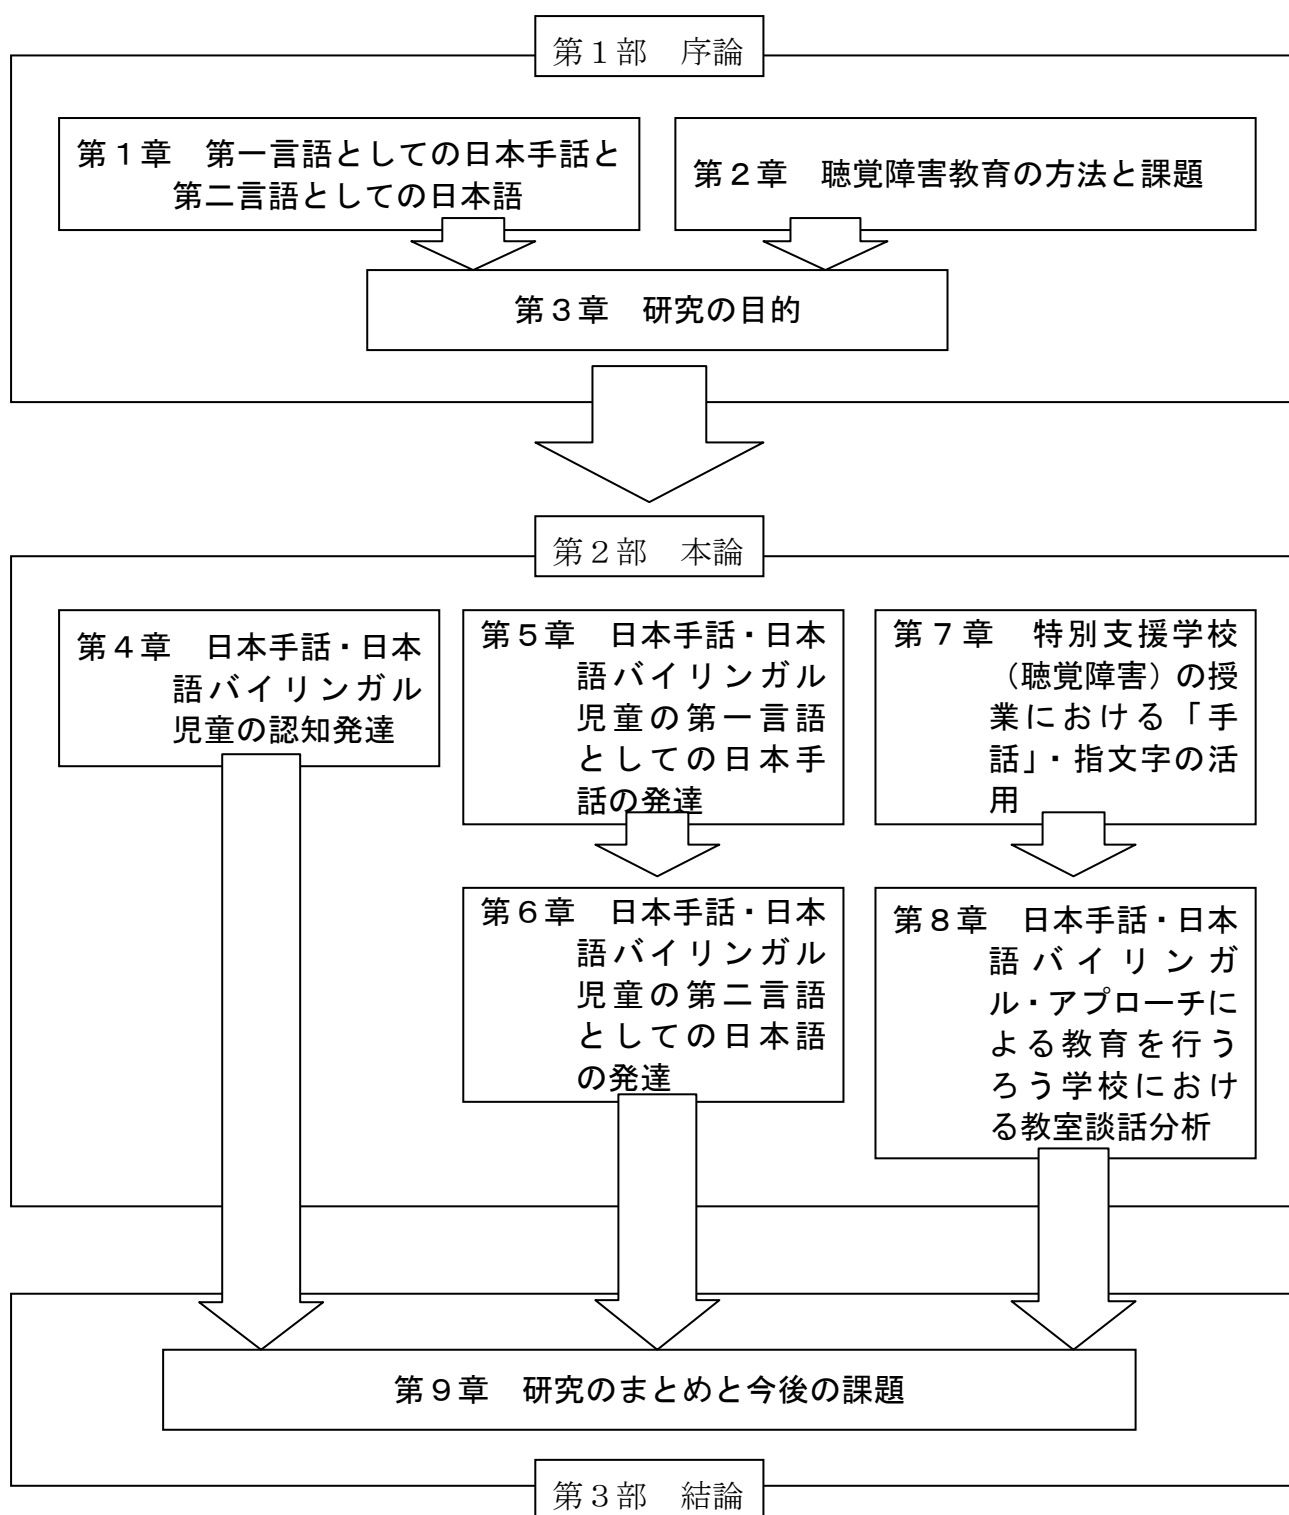 第１部　序論
第１章　第一言語としての日本手話と
第二言語としての日本語
第２章　聴覚障害教育の方法と課題
第３章　研究の目的
第２部　本論
第４章　日本手話・日本
語バイリンガル
児童の認知発達
第５章　日本手話・日本
語バイリンガル
児童の第一言語
としての日本手
話の発達
第６章　日本手話・日本
語バイリンガル
児童の第二言語
としての日本語
の発達
第７章　特別支援学校
（聴覚障害）の授
業における「手
話」・指文字の活
用
第８章　日本手話・日本
語バイリンガ
ル・アプローチに
よる教育を行う
ろう学校におけ
る教室談話分析
第９章　研究のまとめと今後の課題
第３部　結論